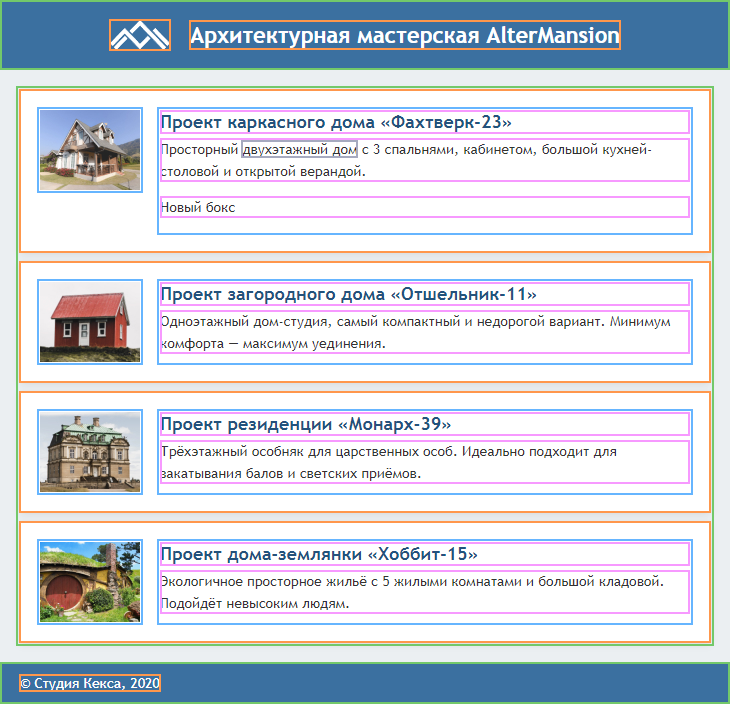 Архитектурная мастерская AlterMansion
Проект каркасного дома «Фахтверк-23»
Просторный двухэтажный дом с 3 спальнями, кабинетом, большой кухней-
столовой и открытой верандой.
Новый бокс
Проект загородного дома «Отшельник-11»
Одноэтажный дом-студия, самый компактный и недорогой вариант. Минимум
комфорта — максимум уединения.
Проект резиденции «Монарх-39»
Трёхэтажный особняк для царственных особ. Идеально подходит для
закатывания балов и светских приёмов.
Проект дома-землянки «Хоббит-15»
Экологичное просторное жильё с 5 жилыми комнатами и большой кладовой.
Подойдёт невысоким людям.
© Студия Кекса, 2020